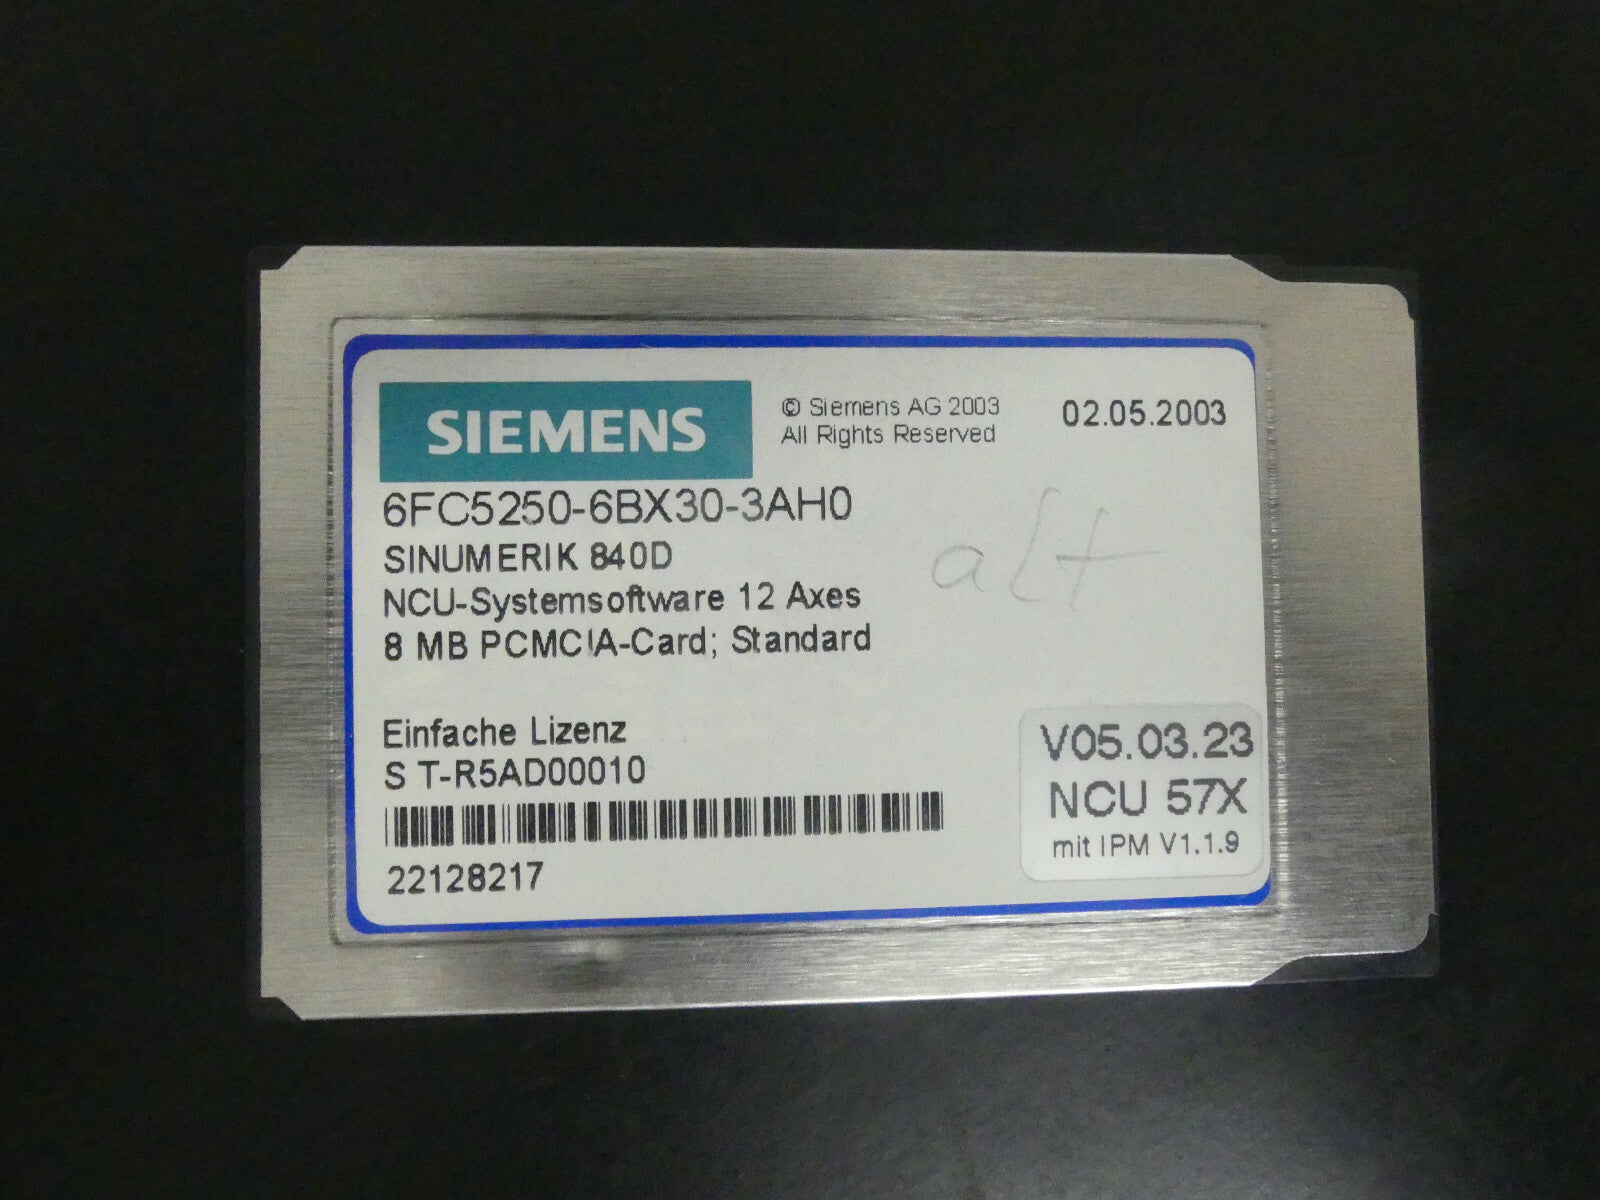 SIEMENS
© Siemens AG 2003
All Rights Reserved
02.05.2003
6FC5250-6BX30-3AH0
SINUMERIK 840D
NCU-Systemsoftware 12 Axes
8 MB PCMCIA-Card; Standard
alt
Einfache Lizenz
S T-R5AD00010
22128217
V05.03.23
NCU 57X
mit IPM V1.1.9